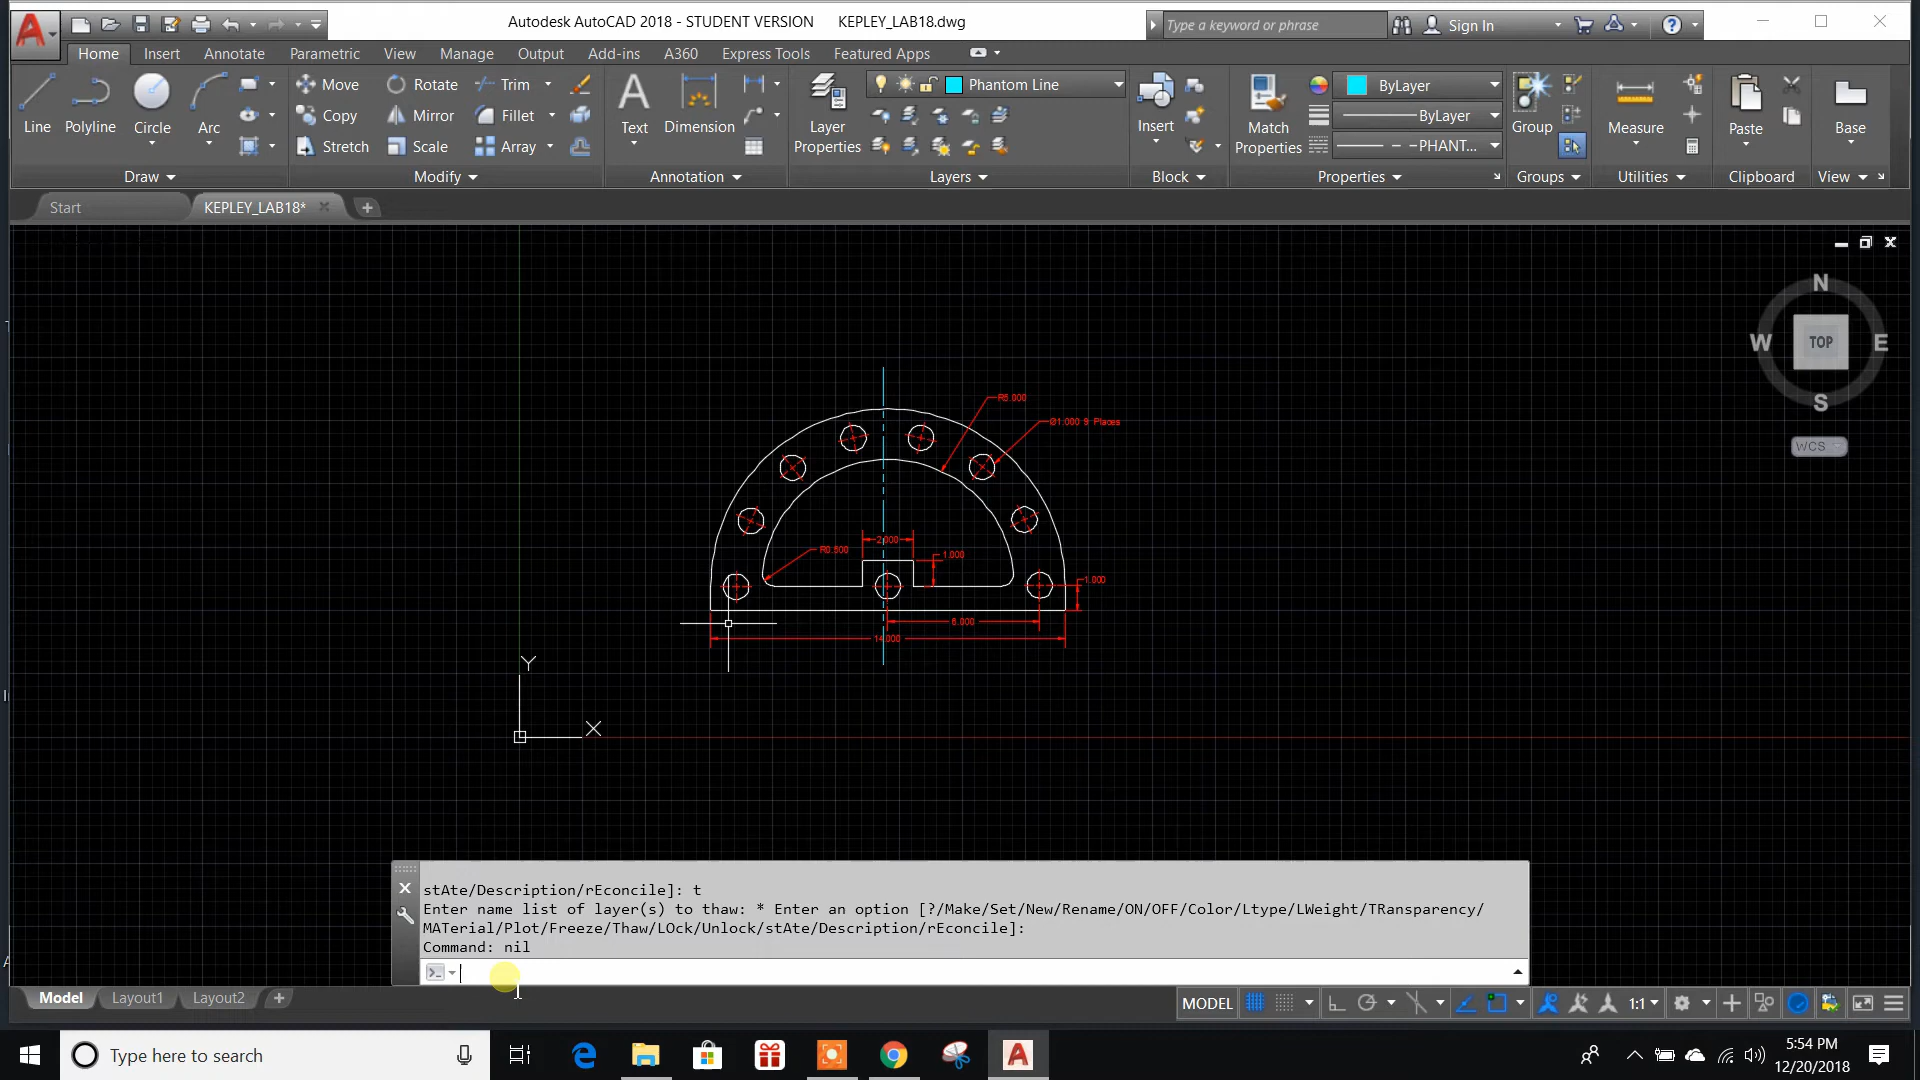 Autodesk AutoCAD 2018 - STUDENT VERSION KEPLEY_LAB18.dwg
Type a keyword or phrase
Sign In
Home Insert Annotate Parametric View Manage Output Add-ins A360 Express Tools Featured Apps
Line Polyline Circle Arc
Move Rotate Trim
Copy Mirror Fillet
Stretch Scale Array
Text Dimension
Layer Properties
Phantom Line
Insert
Match Properties
ByLayer
ByLayer
PHANT...
Group
Measure
Paste
Base
Draw Modify Annotation Layers Block Properties Groups Utilities Clipboard View
Start KEPLEY_LAB18*
N
W TOP E
S
WCS
R5.000
Ø1.000 9 Places
2.000
R0.500
1.000
1.000
6.000
14.000
Y
X
stAte/Description/rEconcile]: t
Enter name list of layer(s) to thaw: * Enter an option [?/Make/Set/New/Rename/ON/OFF/Color/Ltype/LWeight/TRansparency/
MATerial/Plot/Freeze/Thaw/LOck/Unlock/stAte/Description/rEconcile]:
Command: nil
Model Layout1 Layout2
MODEL 1:1
Type here to search
5:54 PM
12/20/2018